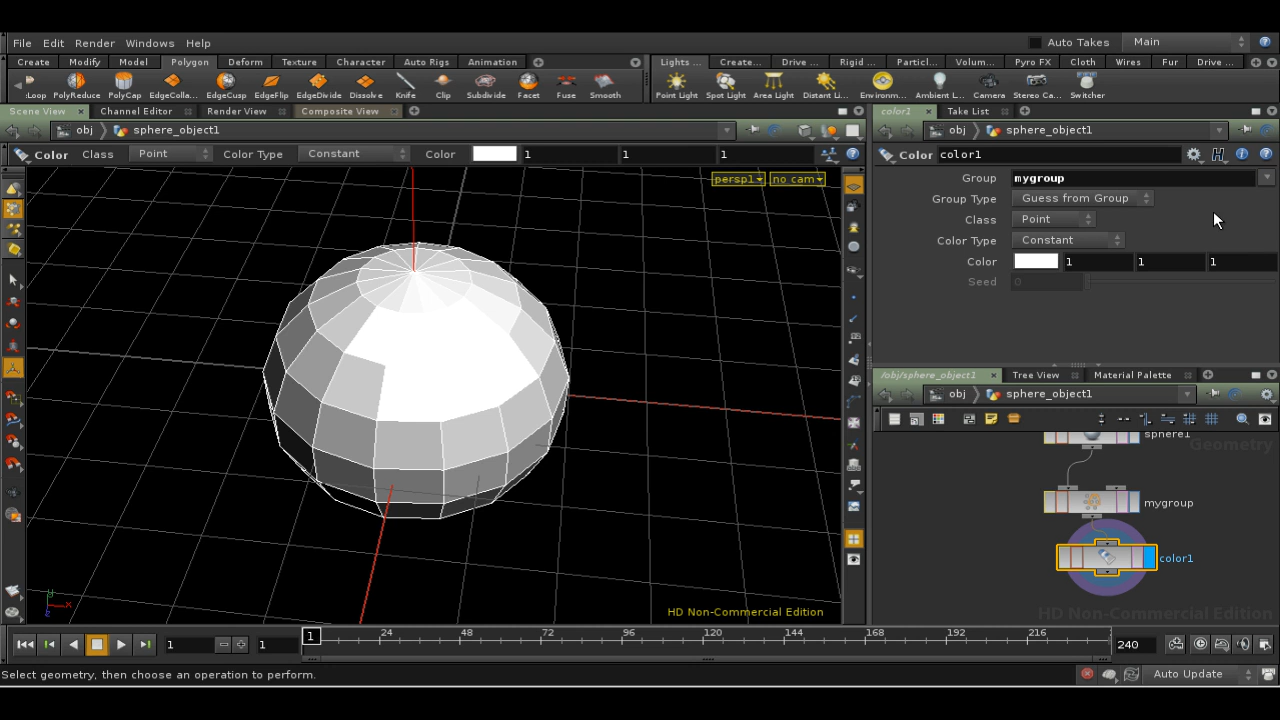 File Edit Render Windows Help Auto Takes Main
Create Modify Model Polygon Deform Texture Character Auto Rigs Animation
Lights ... Create... Drive ... Rigid ... Particl... Volum... Pyro FX Cloth Wires Fur Drive ...
:Loop PolyReduce PolyCap EdgeColla... EdgeCusp EdgeFlip EdgeDivide Dissolve Knife Clip Subdivide Facet Fuse Smooth
Point Light Spot Light Area Light Distant Li... Environm... Ambient L... Camera Stereo Ca... Switcher
Scene View Channel Editor Render View Composite View
color1 Take List
obj sphere_object1
obj sphere_object1
Color Class Point Color Type Constant Color 1 1 1
Color color1
persp1 no cam
Group mygroup
Group Type Guess from Group
Class Point
Color Type Constant
Color 1 1 1
Seed 0
/obj/sphere_object1 Tree View Material Palette
obj sphere_object1
sphere1
Geometry
mygroup
color1
HD Non-Commercial Edition
HD Non-Commercial Edition
y x z
1 1 1 24 48 72 96 120 144 168 192 216 240
Select geometry, then choose an operation to perform.
Auto Update